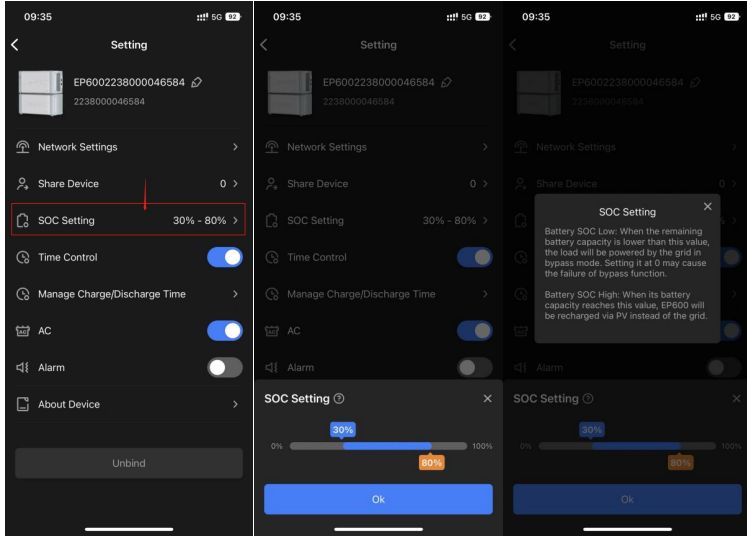 09:35
5G 92
Setting
EP6002238000046584
2238000046584
Network Settings
Share Device 0
SOC Setting 30% - 80%
Time Control
Manage Charge/Discharge Time
AC
Alarm
About Device
Unbind
09:35
5G 92
Setting
EP6002238000046584
2238000046584
Network Settings
Share Device 0
SOC Setting 30% - 80%
Time Control
Manage Charge/Discharge Time
AC
Alarm
SOC Setting
30%
0% 100%
80%
Ok
09:35
5G 92
Setting
EP6002238000046584
2238000046584
Network Settings
Share Device 0
SOC Setting
Battery SOC Low: When the remaining
battery capacity is lower than this value,
the load will be powered by the grid in
bypass mode. Setting it at 0 may cause
the failure of bypass function.
Battery SOC High: When its battery
capacity reaches this value, EP600 will
be recharged via PV instead of the grid.
Alarm
SOC Setting
30%
0% 100%
80%
Ok